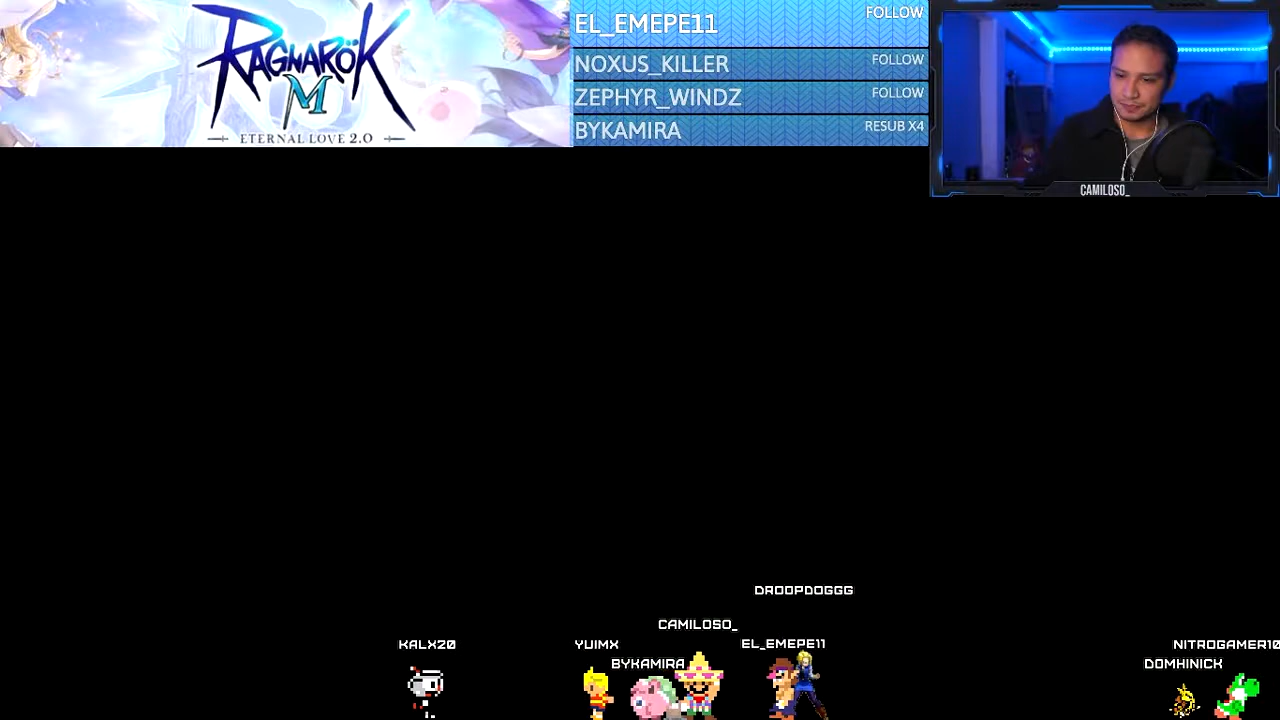 RAGNARÖK
M
ETERNAL LOVE 2.0
EL_EMEPE11 FOLLOW
NOXUS_KILLER FOLLOW
ZEPHYR_WINDZ FOLLOW
BYKAMIRA RESUB X4
CAMILOSO_
DROOPDOGGG
CAMILOSO_
KALX20
YUIMX
EL_EMEPE11
NITROGAMER10
BYKAMIRA
DOMHINICK